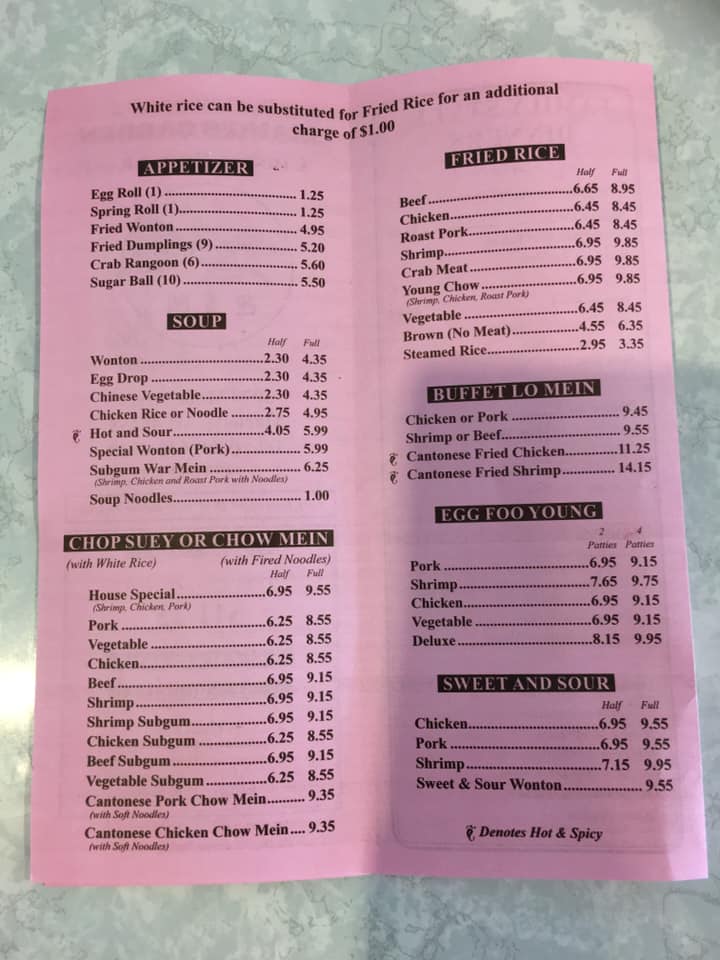 White rice can be substituted for Fried Rice for an additional
charge of $1.00
APPETIZER
Egg Roll (1) 1.25
Spring Roll (1) 1.25
Fried Wonton 4.95
Fried Dumplings (9) 5.20
Crab Rangoon (6) 5.60
Sugar Ball (10) 5.50
SOUP
Half Full
Wonton 2.30 4.35
Egg Drop 2.30 4.35
Chinese Vegetable 2.30 4.35
Chicken Rice or Noodle 2.75 4.95
Hot and Sour 4.05 5.99
Special Wonton (Pork) 5.99
Subgum War Mein 6.25
(Shrimp, Chicken and Roast Pork with Noodles)
Soup Noodles 1.00
CHOP SUEY OR CHOW MEIN
(with White Rice) (with Fired Noodles)
Half Full
House Special 6.95 9.55
(Shrimp, Chicken, Pork)
Pork 6.25 8.55
Vegetable 6.25 8.55
Chicken 6.25 8.55
Beef 6.95 9.15
Shrimp 6.95 9.15
Shrimp Subgum 6.95 9.15
Chicken Subgum 6.25 8.55
Beef Subgum 6.95 9.15
Vegetable Subgum 6.25 8.55
Cantonese Pork Chow Mein 9.35
(with Soft Noodles)
Cantonese Chicken Chow Mein 9.35
(with Soft Noodles)
FRIED RICE
Half Full
Beef 6.65 8.95
Chicken 6.45 8.45
Roast Pork 6.45 8.45
Shrimp 6.95 9.85
Crab Meat 6.95 9.85
Young Chow 6.95 9.85
(Shrimp, Chicken, Roast Pork)
Vegetable 6.45 8.45
Brown (No Meat) 4.55 6.35
Steamed Rice 2.95 3.35
BUFFET LO MEIN
Chicken or Pork 9.45
Shrimp or Beef 9.55
Cantonese Fried Chicken 11.25
Cantonese Fried Shrimp 14.15
EGG FOO YOUNG
2 4
Patties Patties
Pork 6.95 9.15
Shrimp 7.65 9.75
Chicken 6.95 9.15
Vegetable 6.95 9.15
Deluxe 8.15 9.95
SWEET AND SOUR
Half Full
Chicken 6.95 9.55
Pork 6.95 9.55
Shrimp 7.15 9.95
Sweet & Sour Wonton 9.55
Denotes Hot & Spicy